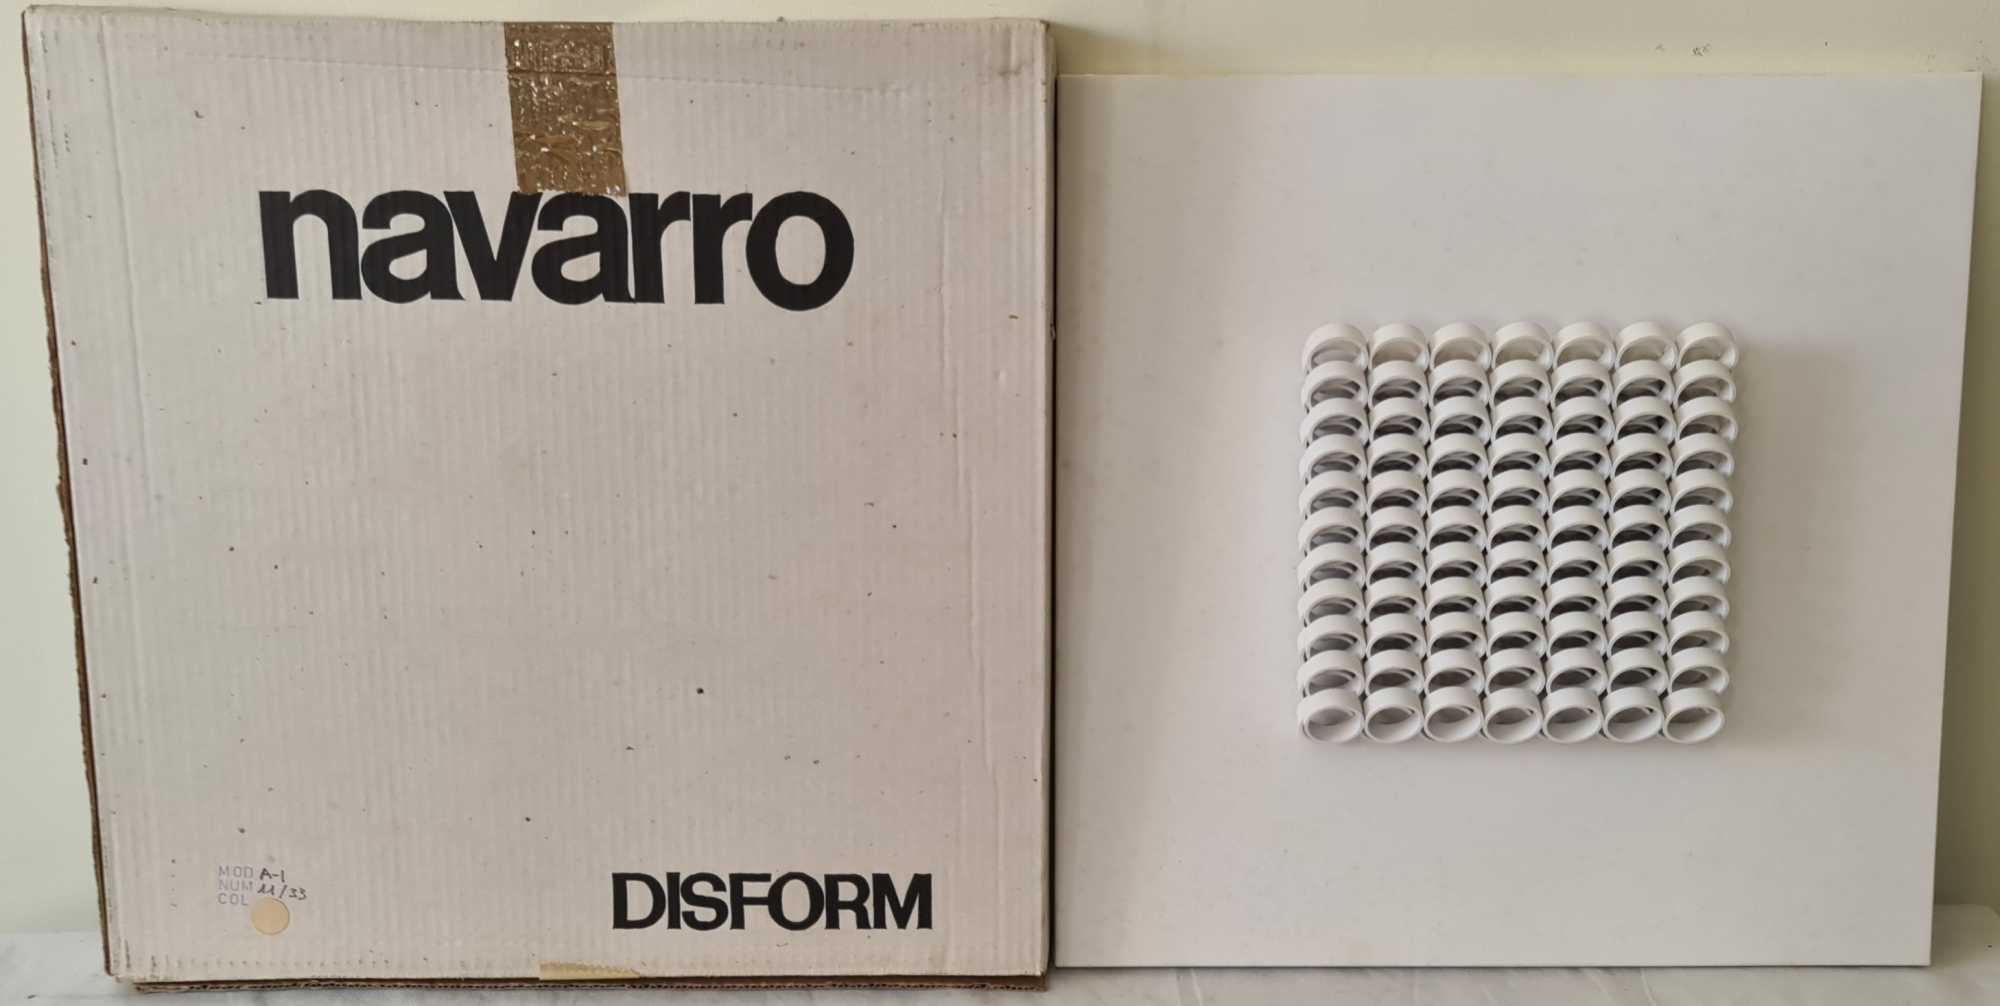 navarro
MOD A-1
NUM 11/33
COL
DISFORM